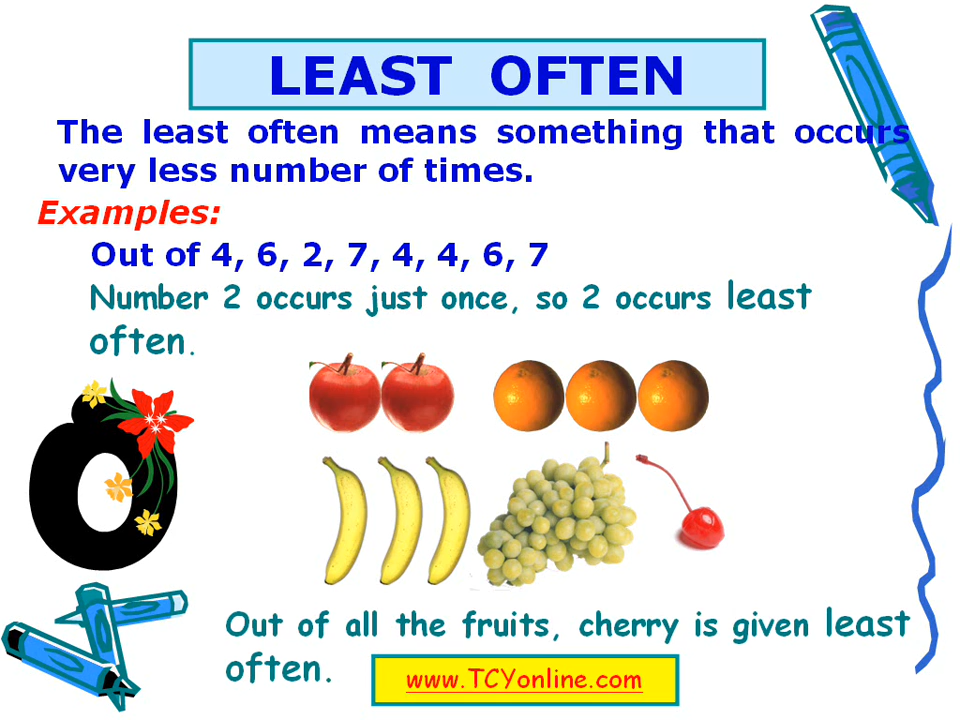 LEAST OFTEN
The least often means something that occurs
very less number of times.
Examples:
Out of 4, 6, 2, 7, 4, 4, 6, 7
Number 2 occurs just once, so 2 occurs least
often.
Out of all the fruits, cherry is given least
often.
www.TCYonline.com